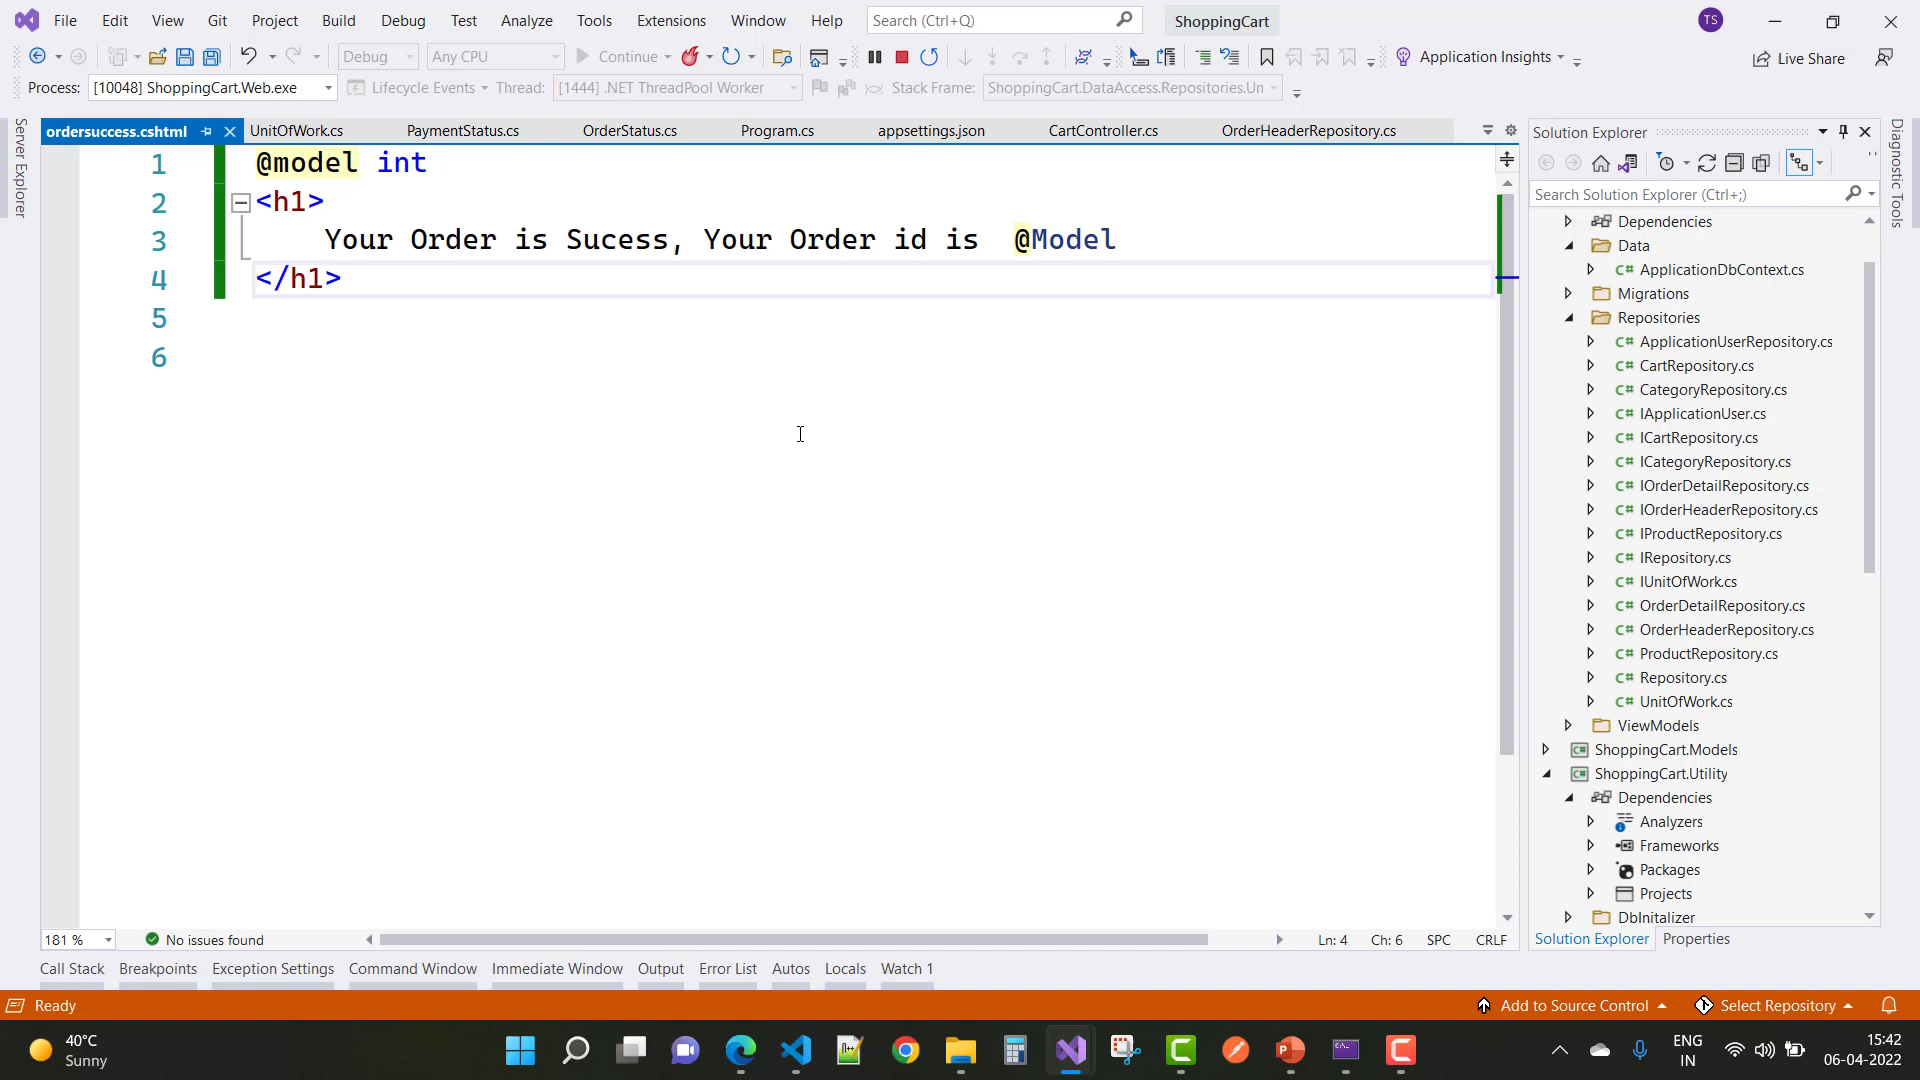 File Edit View Git Project Build Debug Test Analyze Tools Extensions Window Help Search (Ctrl+Q) ShoppingCart TS
Debug Any CPU Continue Application Insights Live Share
Process: [10048] ShoppingCart.Web.exe Lifecycle Events Thread: [1444] .NET ThreadPool Worker Stack Frame: ShoppingCart.DataAccess.Repositories.Un
ordersuccess.cshtml UnitOfWork.cs PaymentStatus.cs OrderStatus.cs Program.cs appsettings.json CartController.cs OrderHeaderRepository.cs
Server Explorer
1 @model int
2 <h1>
3 Your Order is Sucess, Your Order id is @Model
4 </h1>
5
6
Solution Explorer
Search Solution Explorer (Ctrl+;)
Dependencies
Data
C# ApplicationDbContext.cs
Migrations
Repositories
C# ApplicationUserRepository.cs
C# CartRepository.cs
C# CategoryRepository.cs
C# IApplicationUser.cs
C# ICartRepository.cs
C# ICategoryRepository.cs
C# IOrderDetailRepository.cs
C# IOrderHeaderRepository.cs
C# IProductRepository.cs
C# IRepository.cs
C# IUnitOfWork.cs
C# OrderDetailRepository.cs
C# OrderHeaderRepository.cs
C# ProductRepository.cs
C# Repository.cs
C# UnitOfWork.cs
ViewModels
C# ShoppingCart.Models
C# ShoppingCart.Utility
Dependencies
Analyzers
Frameworks
Packages
Projects
DbInitalizer
Solution Explorer Properties
Diagnostic Tools
181 % No issues found Ln: 4 Ch: 6 SPC CRLF
Call Stack Breakpoints Exception Settings Command Window Immediate Window Output Error List Autos Locals Watch 1
Ready Add to Source Control Select Repository
40°C
Sunny
ENG
IN
15:42
06-04-2022